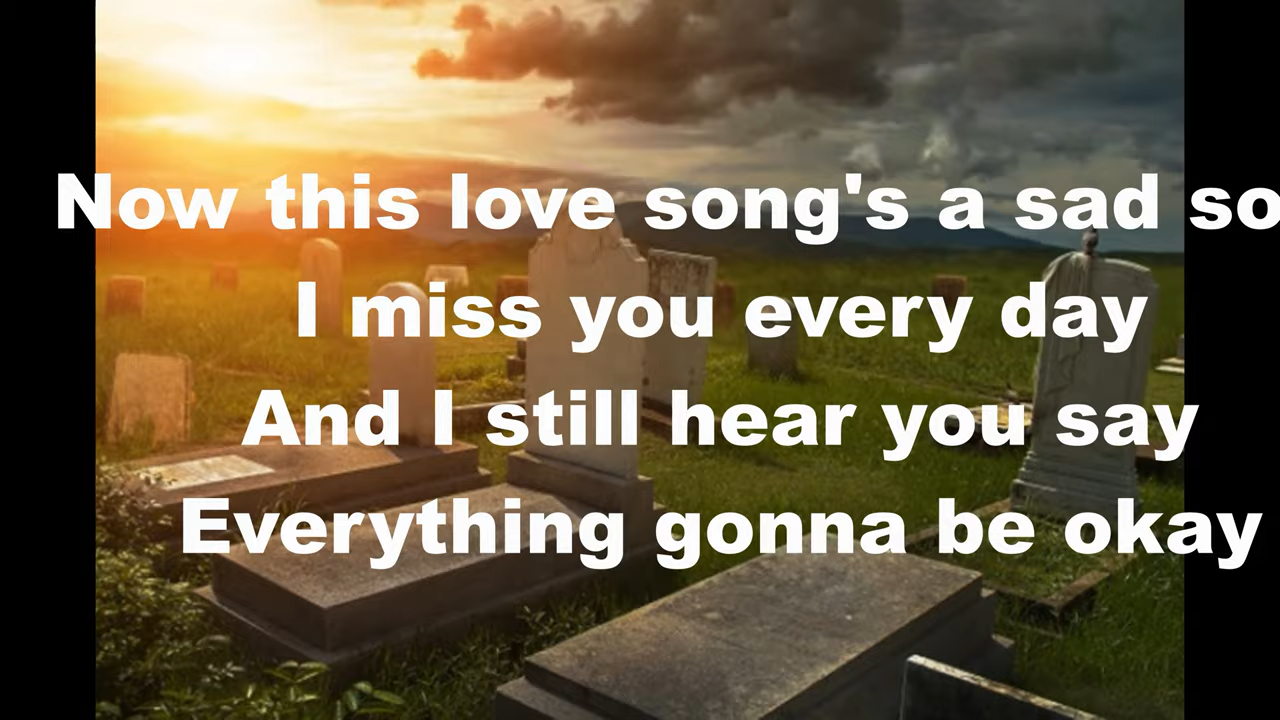 Now this love song's a sad so
I miss you every day
And I still hear you say
Everything gonna be okay